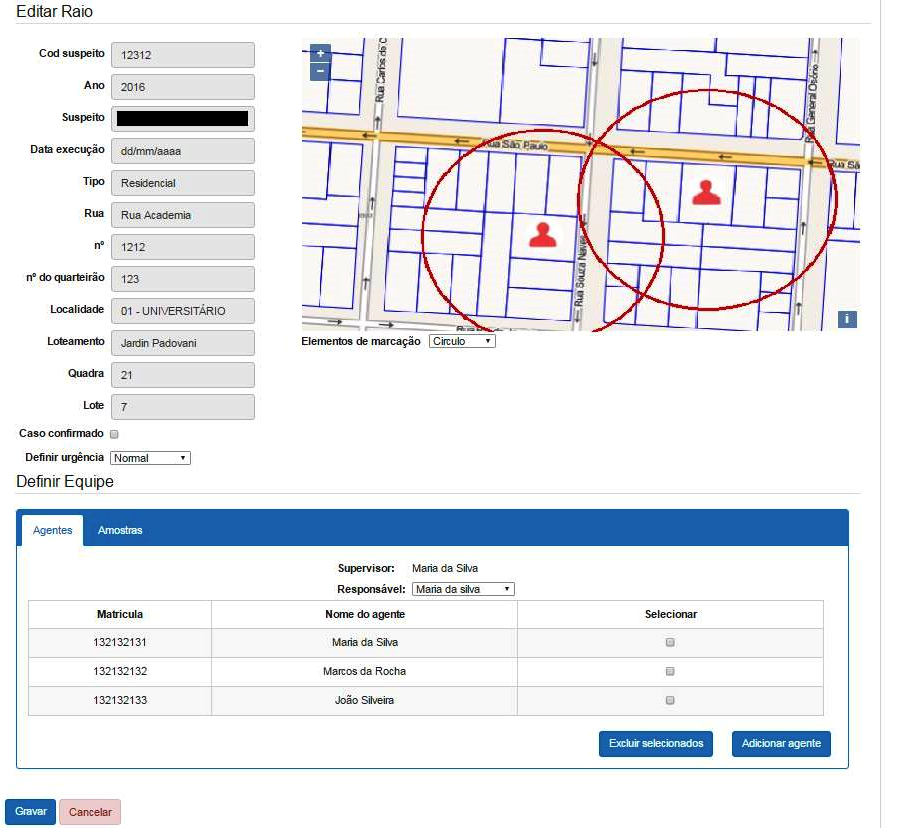 Editar Raio
Cod suspeito 12312
Ano 2016
Suspeito
Data execução dd/mm/aaaa
Tipo Residencial
Rua Rua Academia
nº 1212
nº do quarteirão 123
Localidade 01 - UNIVERSITÁRIO
Loteamento Jardin Padovani
Quadra 21
Lote 7
Caso confirmado
Definir urgência Normal
+
−
Rua Carlos de C
Rua General Osório
Rua São Paulo
Rua Sã
Rua Souza Naves
i
Elementos de marcação Circulo
Definir Equipe
Agentes Amostras
Supervisor: Maria da Silva
Responsável: Maria da silva
Matricula Nome do agente Selecionar
132132131 Maria da Silva
132132132 Marcos da Rocha
132132133 João Silveira
Excluir selecionados Adicionar agente
Gravar Cancelar